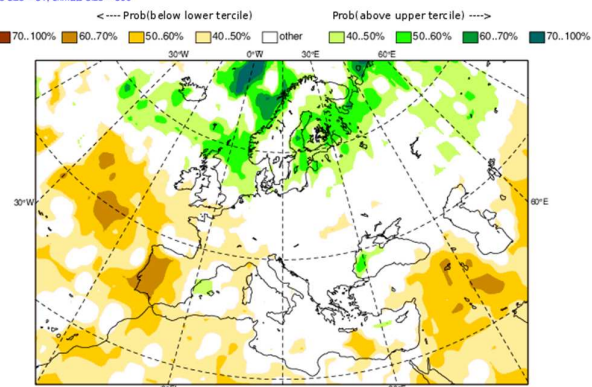 <---- Prob(below lower tercile) Prob(above upper tercile) ---->
70..100% 60..70% 50..60% 40..50% other 40..50% 50..60% 60..70% 70..100%
30°W 0°W 30°E 60°E
30°W 60°E